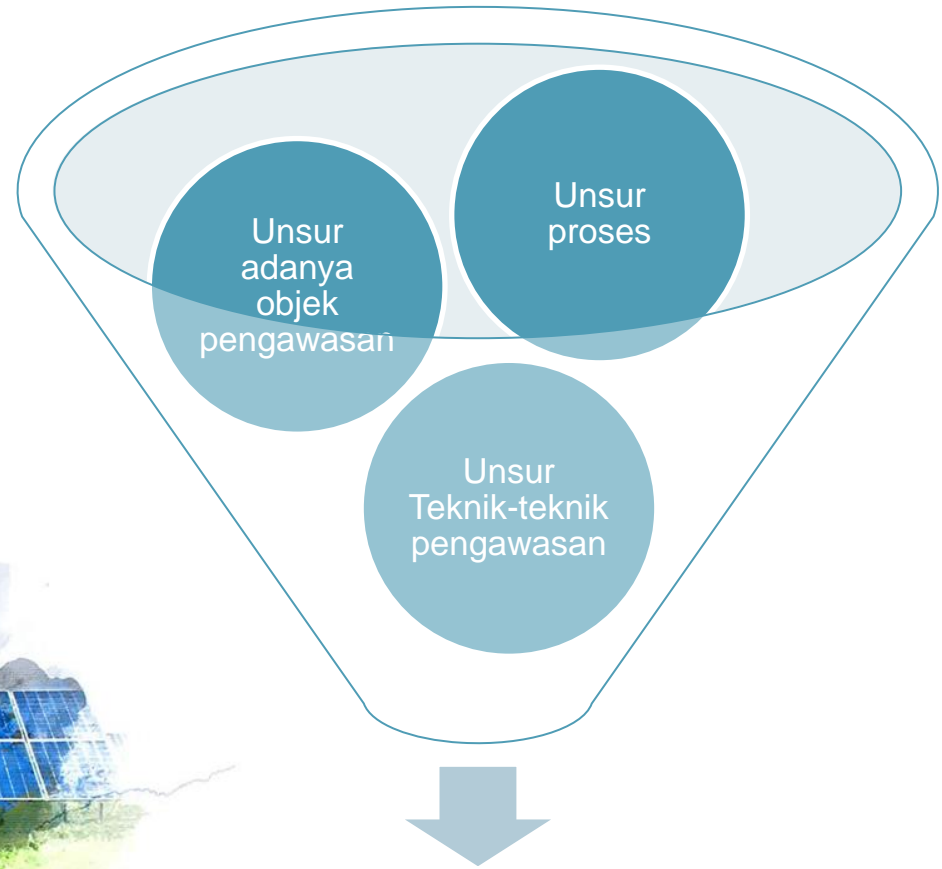 Unsur
proses
Unsur
adanya
objek
pengawasan
Unsur
Teknik-teknik
pengawasan